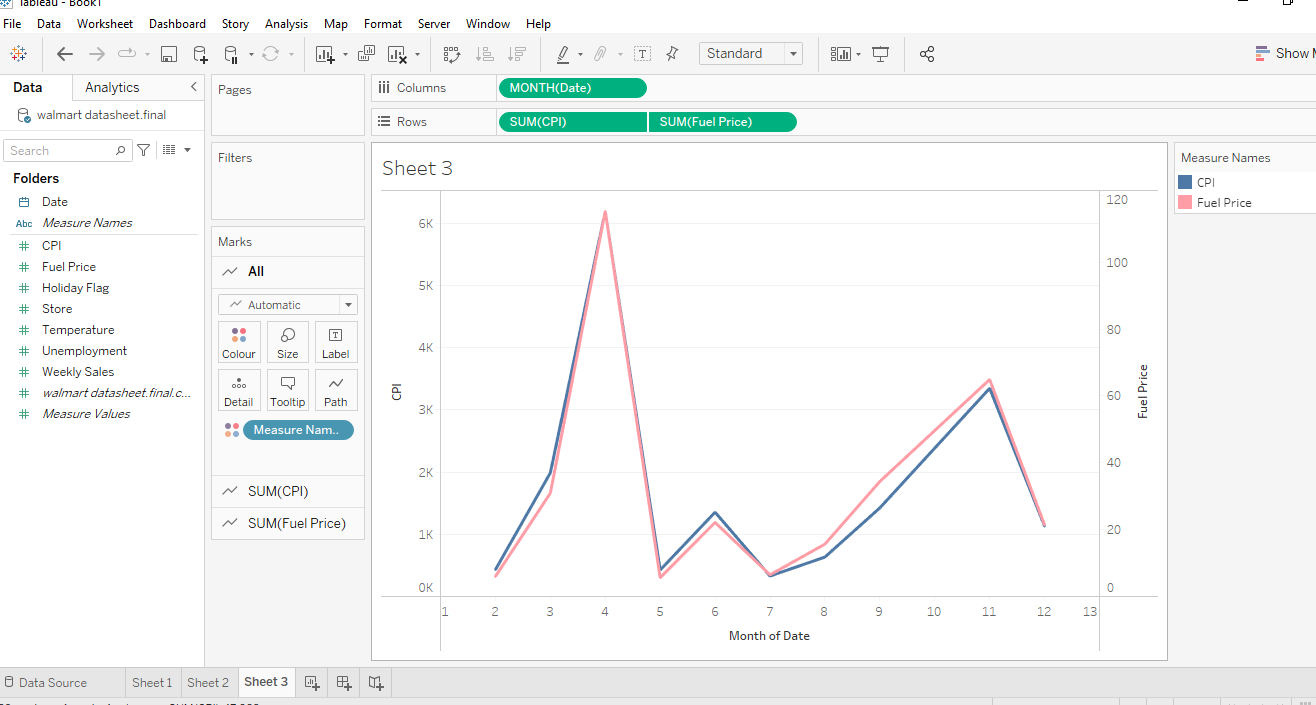 Tableau - Book1
File Data Worksheet Dashboard Story Analysis Map Format Server Window Help
Standard
Show
Data Analytics
walmart datasheet.final
Search
Folders
Date
Abc Measure Names
CPI
Fuel Price
Holiday Flag
Store
Temperature
Unemployment
Weekly Sales
walmart datasheet.final.c...
Measure Values
Pages
Filters
Marks
All
Automatic
Colour Size Label
Detail Tooltip Path
Measure Nam..
SUM(CPI)
SUM(Fuel Price)
Columns MONTH(Date)
Rows SUM(CPI) SUM(Fuel Price)
Sheet 3
6K
5K
4K
3K
2K
1K
0K
CPI
120
100
80
60
40
20
0
Fuel Price
1 2 3 4 5 6 7 8 9 10 11 12 13
Month of Date
Measure Names
CPI
Fuel Price
Data Source Sheet 1 Sheet 2 Sheet 3